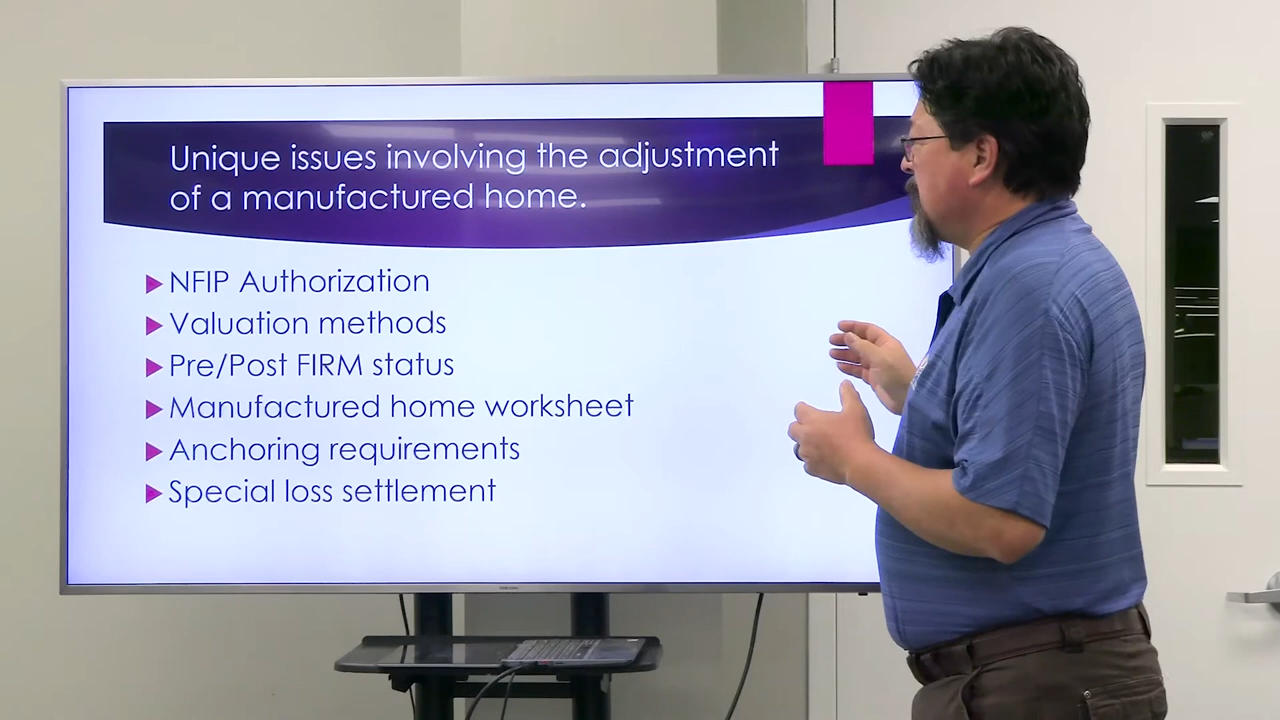 Unique issues involving the adjustment
of a manufactured home.
NFIP Authorization
Valuation methods
Pre/Post FIRM status
Manufactured home worksheet
Anchoring requirements
Special loss settlement